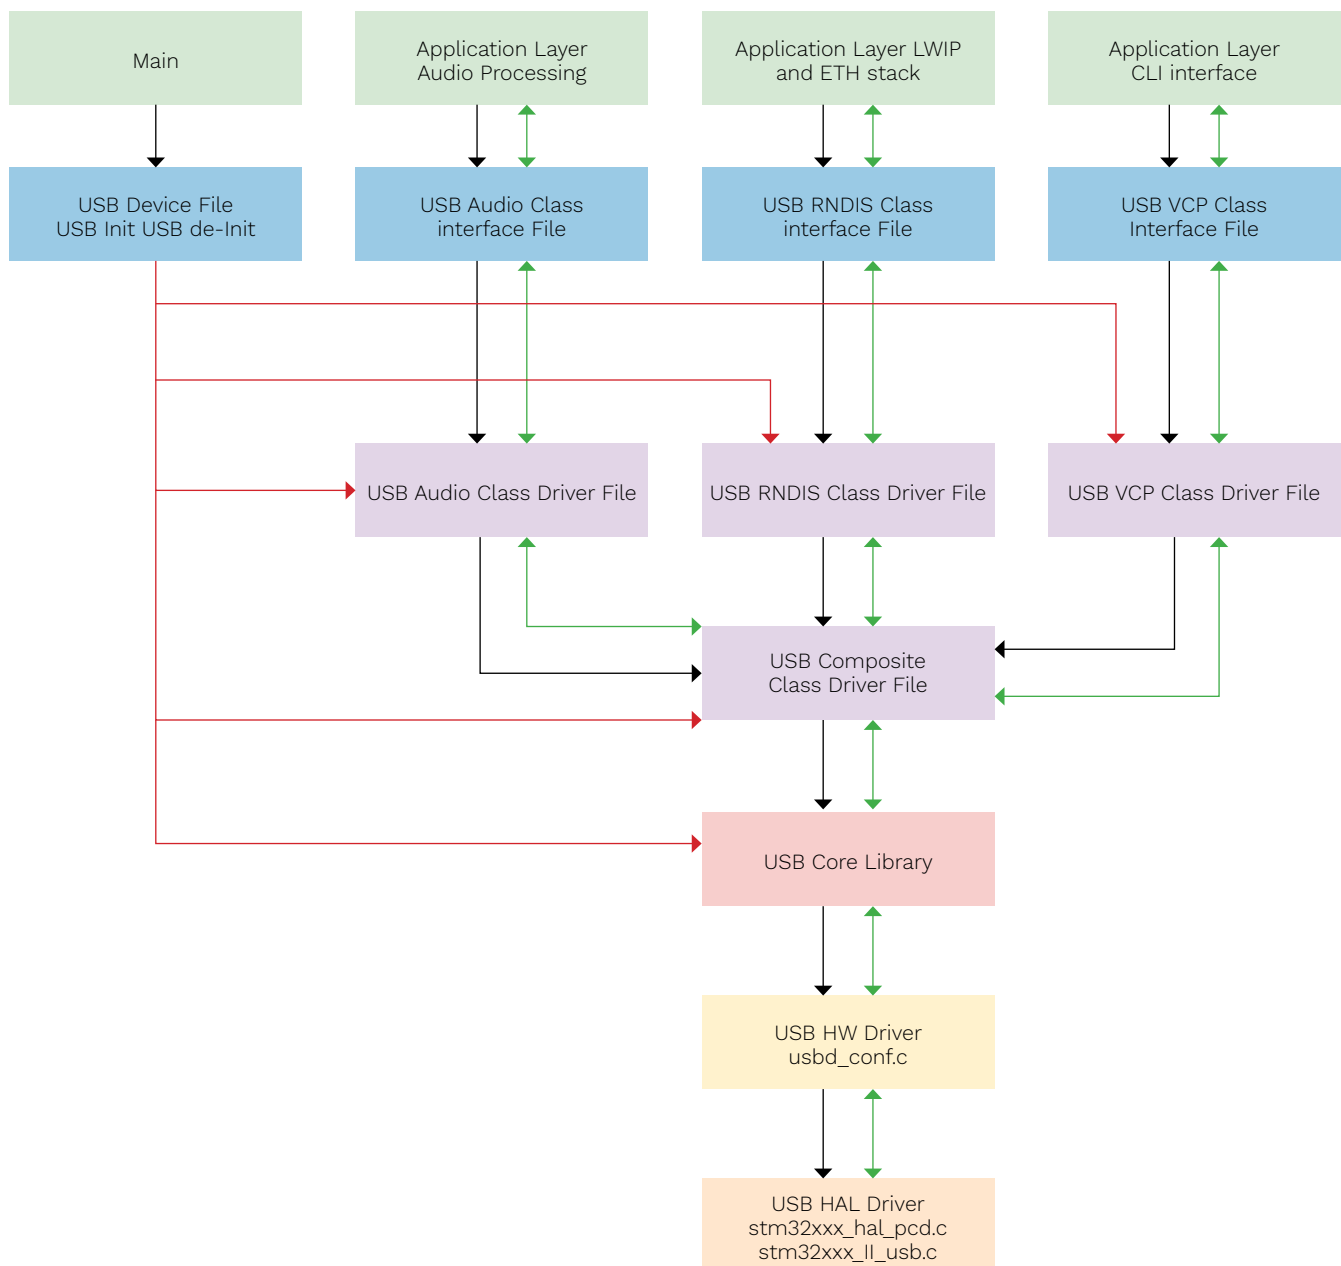 Main
Application Layer
Audio Processing
Application Layer LWIP
and ETH stack
Application Layer
CLI interface
USB Device File
USB Init USB de-Init
USB Audio Class
interface File
USB RNDIS Class
interface File
USB VCP Class
Interface File
USB Audio Class Driver File
USB RNDIS Class Driver File
USB VCP Class Driver File
USB Composite
Class Driver File
USB Core Library
USB HW Driver
usbd_conf.c
USB HAL Driver
stm32xxx_hal_pcd.c
stm32xxx_II_usb.c